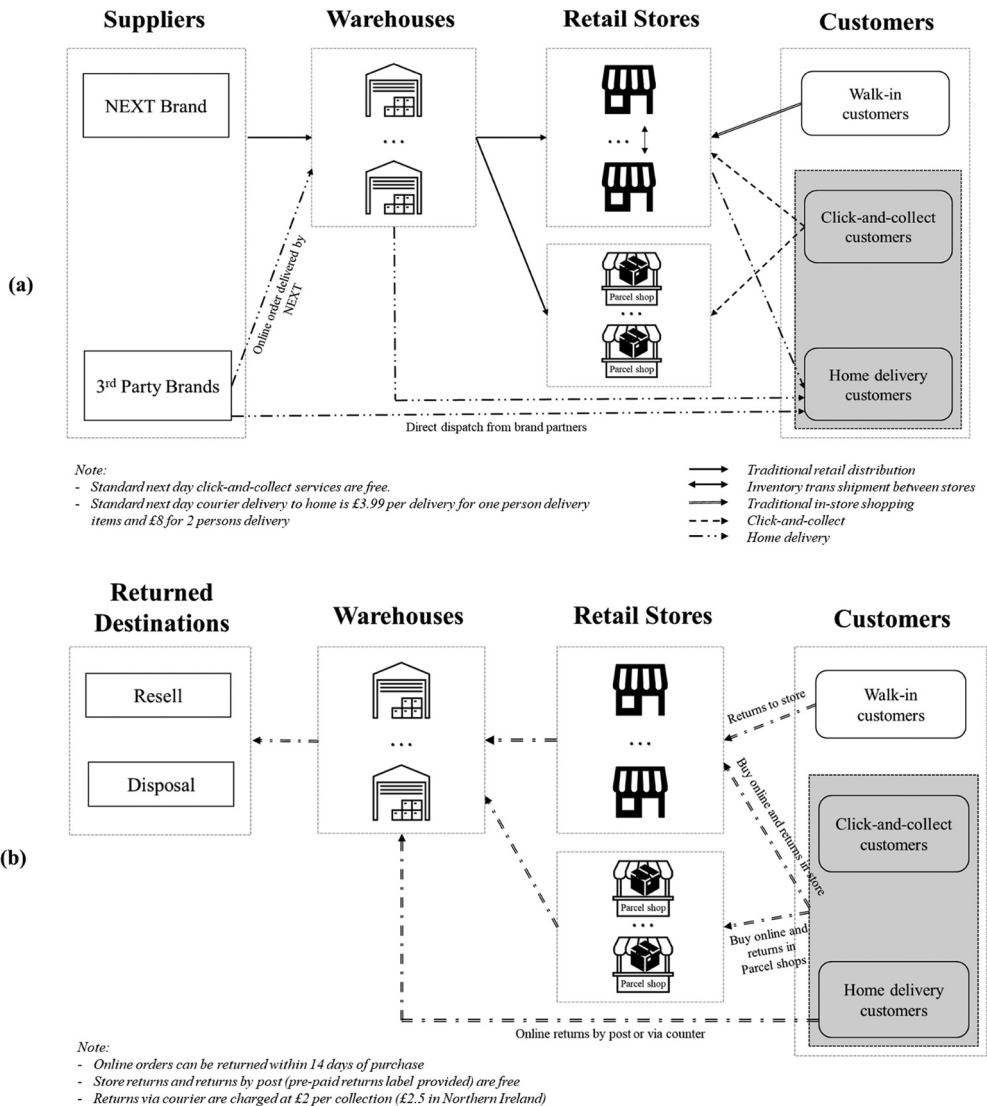 Suppliers
Warehouses
Retail Stores
Customers
NEXT Brand
Walk-in
customers
...
...
Click-and-collect
customers
(a)
Online order delivered by
NEXT
Parcel shop
...
Parcel shop
3rd Party Brands
Home delivery
customers
Direct dispatch from brand partners
Note:
- Standard next day click-and-collect services are free.
- Standard next day courier delivery to home is £3.99 per delivery for one person delivery
items and £8 for 2 persons delivery
Traditional retail distribution
Inventory trans shipment between stores
Traditional in-store shopping
Click-and-collect
Home delivery
Returned
Destinations
Warehouses
Retail Stores
Customers
Resell
Disposal
...
...
Returns to store
Walk-in
customers
Buy online and returns in store
Click-and-collect
customers
(b)
Parcel shop
...
Parcel shop
Buy online and
returns in
Parcel shops
Home delivery
customers
Online returns by post or via counter
Note:
- Online orders can be returned within 14 days of purchase
- Store returns and returns by post (pre-paid returns label provided) are free
- Returns via courier are charged at £2 per collection (£2.5 in Northern Ireland)